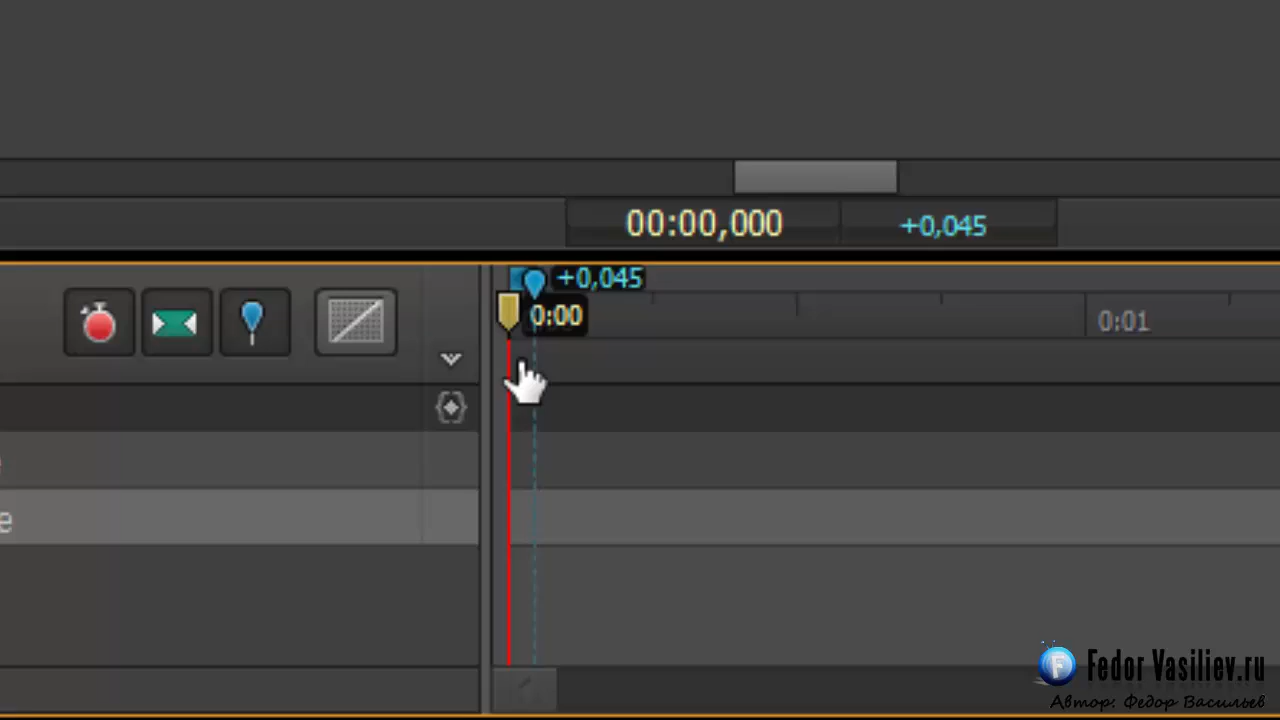 00:00,000
+0,045
+0,045
0:00
0:01
e
Fedor Vasiliev.ru
Автор: Федор Васильев